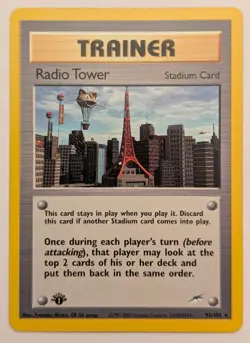 TRAINER
Radio Tower
Stadium Card
This card stays in play when you play it. Discard
this card if another Stadium card comes into play.
Once during each player's turn (before
attacking), that player may look at the
top 2 cards of his or her deck and
put them back in the same order.
95/105